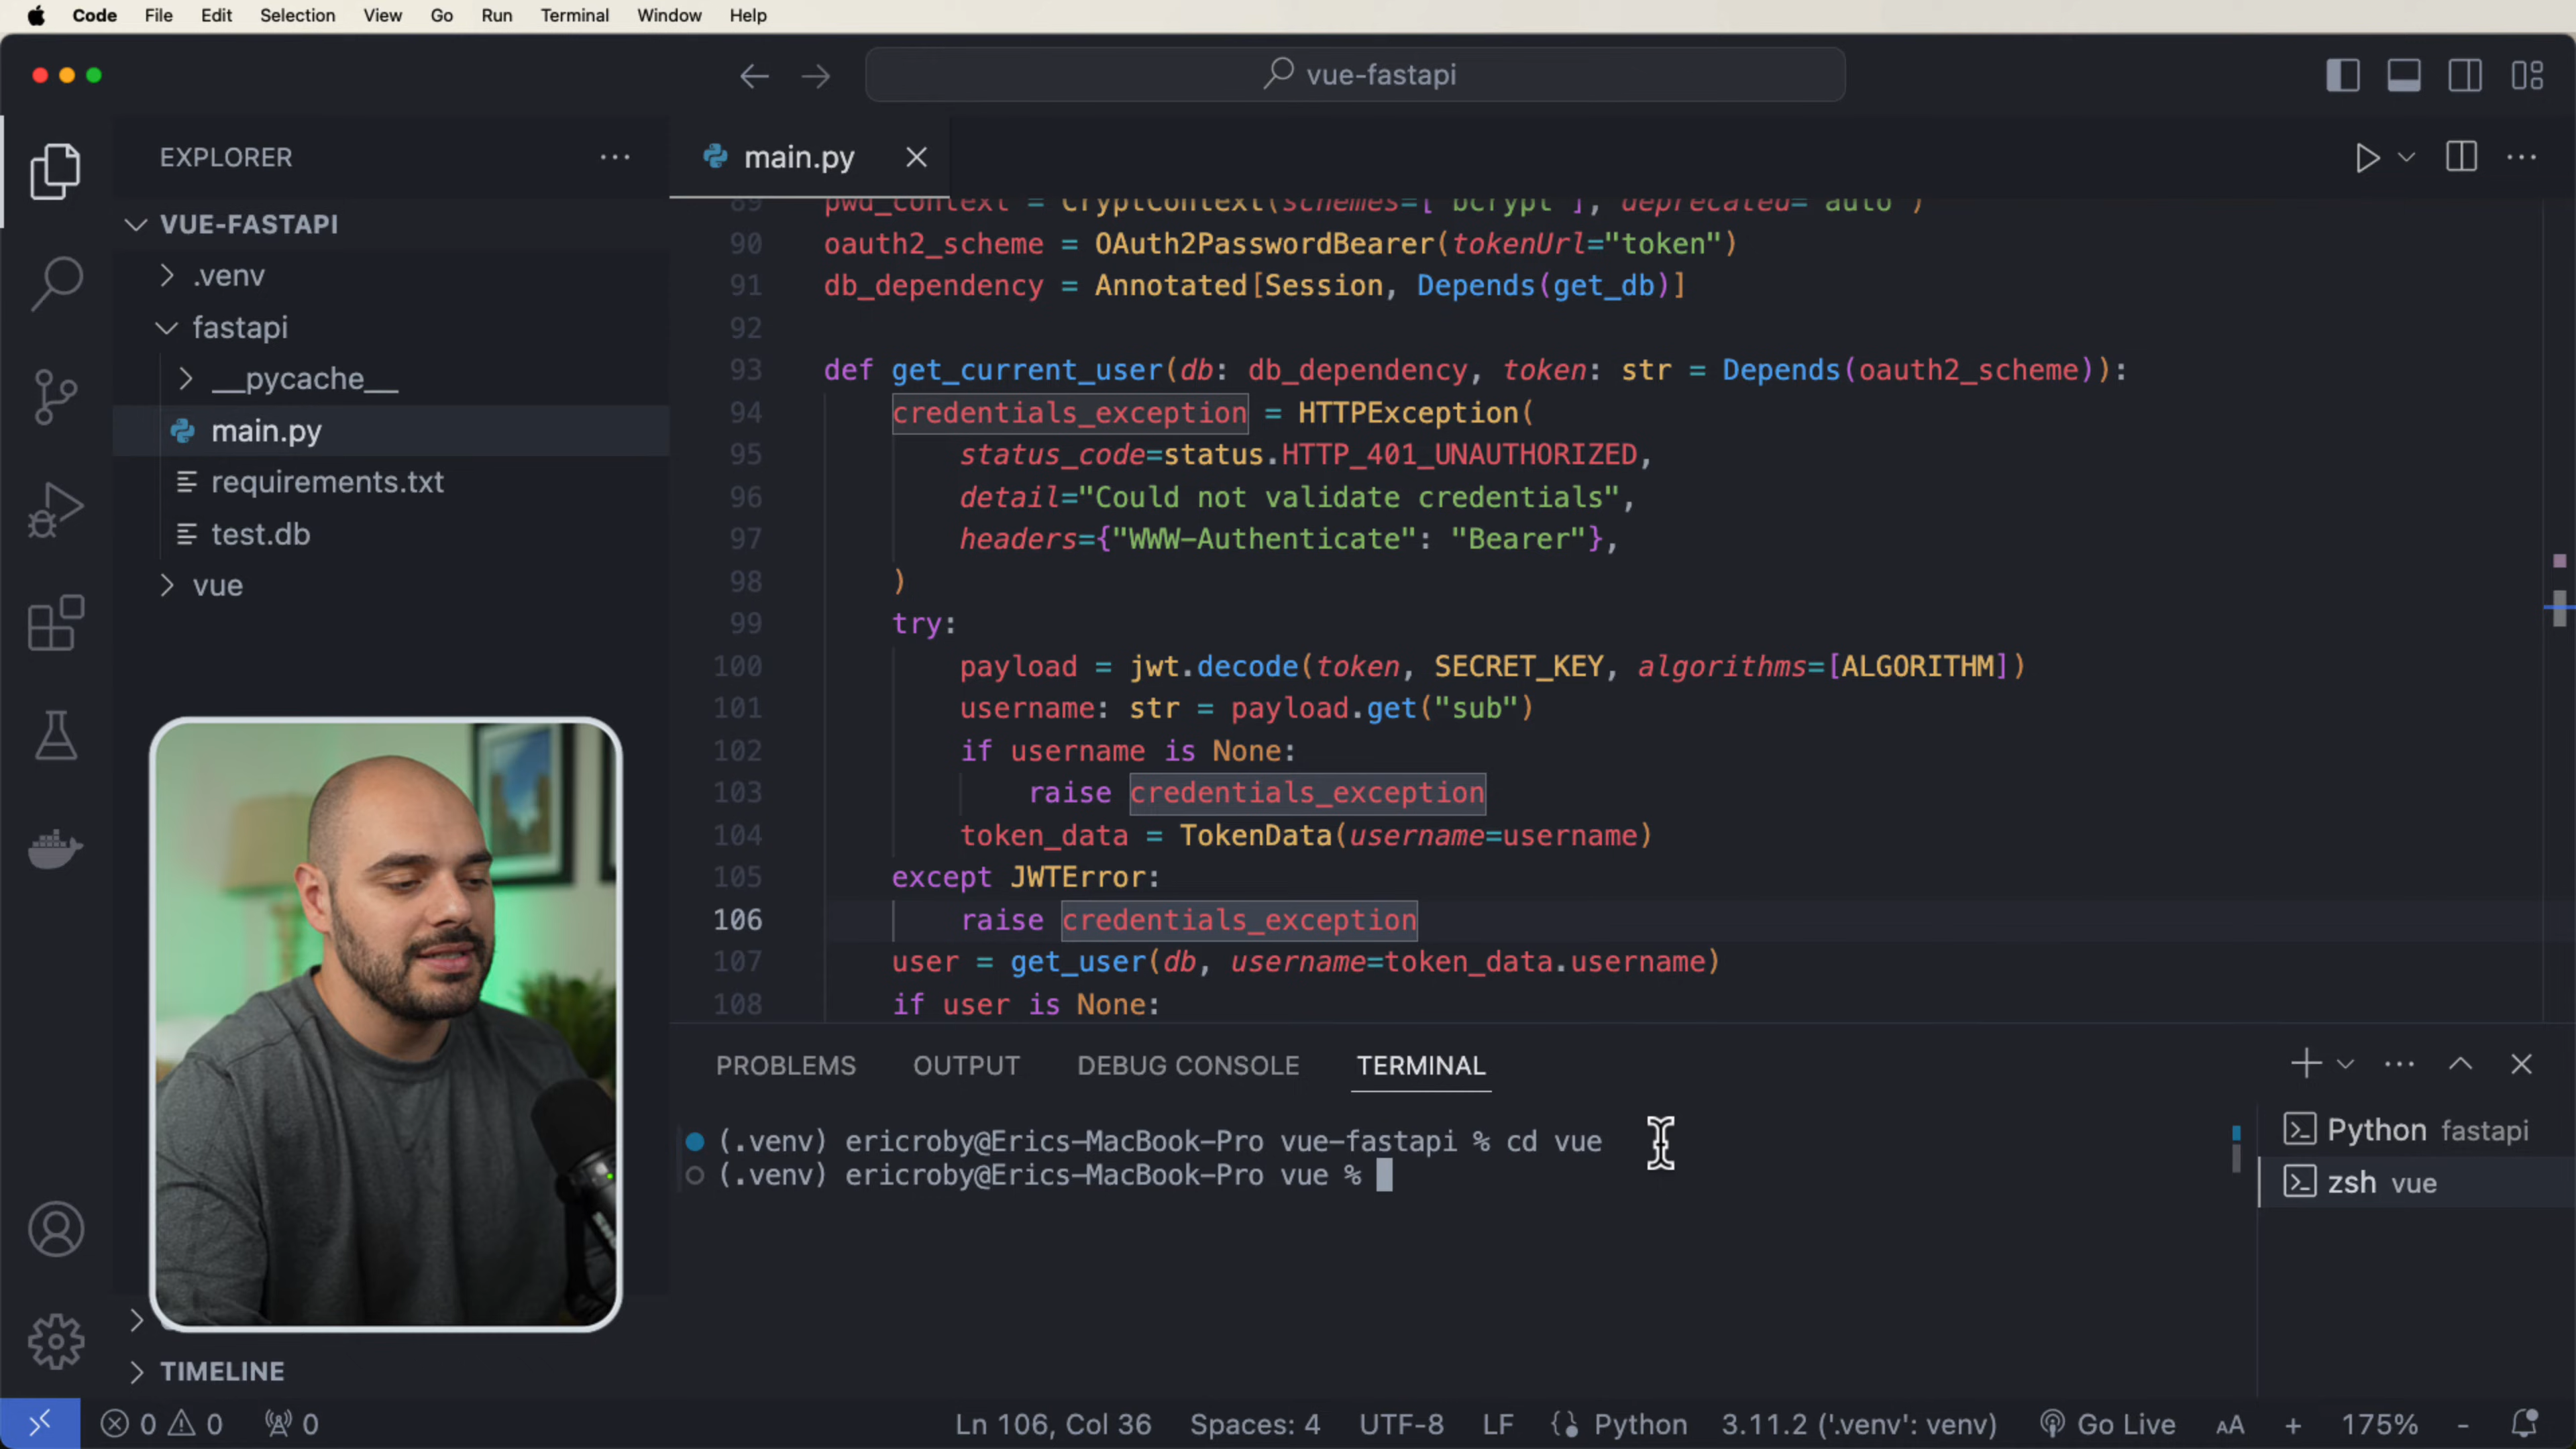 Code File Edit Selection View Go Run Terminal Window Help
vue-fastapi
EXPLORER
VUE-FASTAPI
.venv
fastapi
__pycache__
main.py
requirements.txt
test.db
vue
TIMELINE
main.py
89 pwd_context = CryptContext(schemes=["bcrypt"], deprecated="auto")
90 oauth2_scheme = OAuth2PasswordBearer(tokenUrl="token")
91 db_dependency = Annotated[Session, Depends(get_db)]
92
93 def get_current_user(db: db_dependency, token: str = Depends(oauth2_scheme)):
94 credentials_exception = HTTPException(
95 status_code=status.HTTP_401_UNAUTHORIZED,
96 detail="Could not validate credentials",
97 headers={"WWW-Authenticate": "Bearer"},
98 )
99 try:
100 payload = jwt.decode(token, SECRET_KEY, algorithms=[ALGORITHM])
101 username: str = payload.get("sub")
102 if username is None:
103 raise credentials_exception
104 token_data = TokenData(username=username)
105 except JWTError:
106 raise credentials_exception
107 user = get_user(db, username=token_data.username)
108 if user is None:
PROBLEMS OUTPUT DEBUG CONSOLE TERMINAL
(.venv) ericroby@Erics-MacBook-Pro vue-fastapi % cd vue
(.venv) ericroby@Erics-MacBook-Pro vue %
Python fastapi
zsh vue
0 0 0 Ln 106, Col 36 Spaces: 4 UTF-8 LF Python 3.11.2 ('.venv': venv) Go Live AA + 175% -